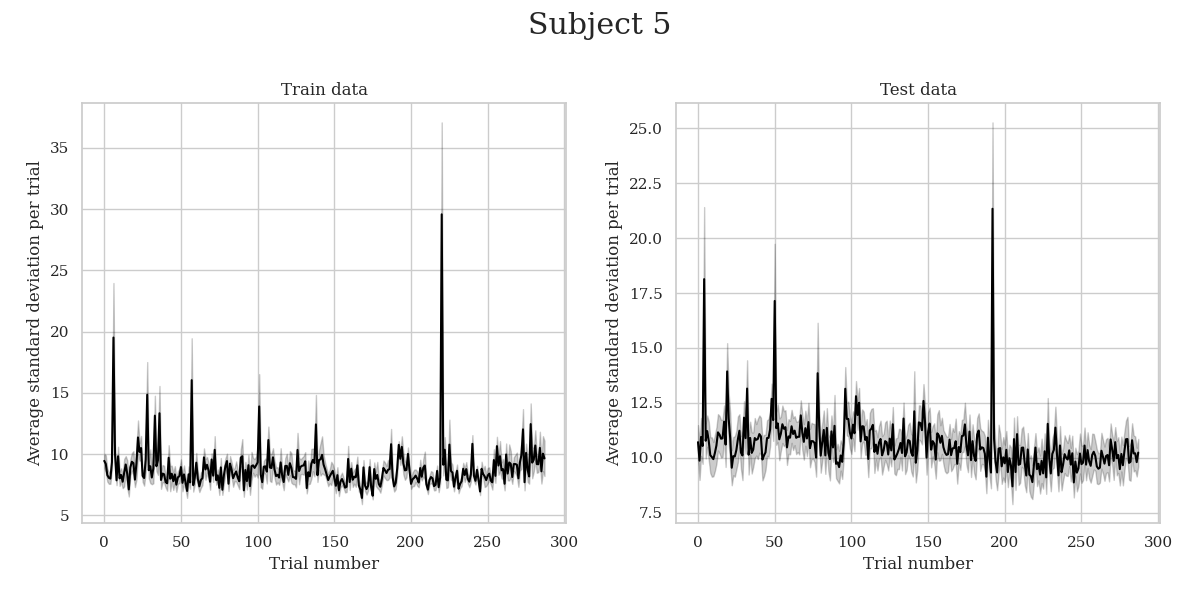 Subject 5
Train data
Average standard deviation per trial
35
30
25
20
15
10
5
0 50 100 150 200 250 300
Trial number
Test data
Average standard deviation per trial
25.0
22.5
20.0
17.5
15.0
12.5
10.0
7.5
0 50 100 150 200 250 300
Trial number